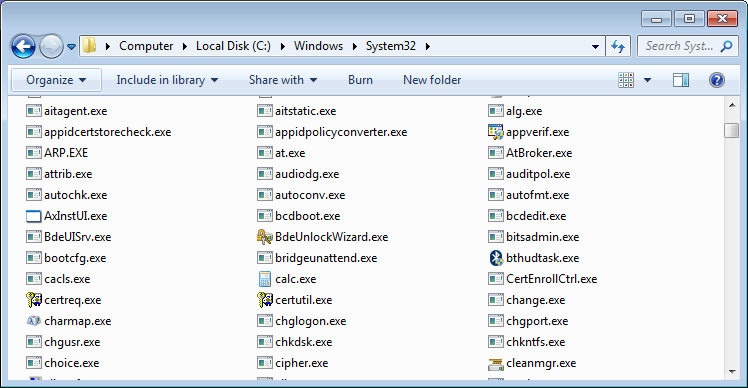 Computer ▸ Local Disk (C:) ▸ Windows ▸ System32 ▸ Search Syst...
Organize Include in library Share with Burn New folder
aitagent.exe aitstatic.exe alg.exe
appidcertstorecheck.exe appidpolicyconverter.exe appverif.exe
ARP.EXE at.exe AtBroker.exe
attrib.exe audiodg.exe auditpol.exe
autochk.exe autoconv.exe autofmt.exe
AxInstUI.exe bcdboot.exe bcdedit.exe
BdeUISrv.exe BdeUnlockWizard.exe bitsadmin.exe
bootcfg.exe bridgeunattend.exe bthudtask.exe
cacls.exe calc.exe CertEnrollCtrl.exe
certreq.exe certutil.exe change.exe
charmap.exe chglogon.exe chgport.exe
chgusr.exe chkdsk.exe chkntfs.exe
choice.exe cipher.exe cleanmgr.exe